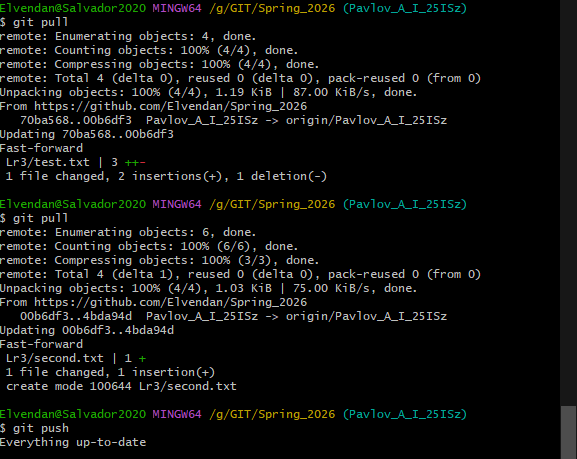 Elvendan@Salvador2020 MINGW64 /g/GIT/Spring_2026 (Pavlov_A_I_25ISz)
$ git pull
remote: Enumerating objects: 4, done.
remote: Counting objects: 100% (4/4), done.
remote: Compressing objects: 100% (4/4), done.
remote: Total 4 (delta 0), reused 0 (delta 0), pack-reused 0 (from 0)
Unpacking objects: 100% (4/4), 1.19 KiB | 87.00 KiB/s, done.
From https://github.com/Elvendan/Spring_2026
   70ba568..00b6df3  Pavlov_A_I_25ISz -> origin/Pavlov_A_I_25ISz
Updating 70ba568..00b6df3
Fast-forward
 Lr3/test.txt | 3 ++-
 1 file changed, 2 insertions(+), 1 deletion(-)
Elvendan@Salvador2020 MINGW64 /g/GIT/Spring_2026 (Pavlov_A_I_25ISz)
$ git pull
remote: Enumerating objects: 6, done.
remote: Counting objects: 100% (6/6), done.
remote: Compressing objects: 100% (3/3), done.
remote: Total 4 (delta 1), reused 0 (delta 0), pack-reused 0 (from 0)
Unpacking objects: 100% (4/4), 1.03 KiB | 75.00 KiB/s, done.
From https://github.com/Elvendan/Spring_2026
   00b6df3..4bda94d  Pavlov_A_I_25ISz -> origin/Pavlov_A_I_25ISz
Updating 00b6df3..4bda94d
Fast-forward
 Lr3/second.txt | 1 +
 1 file changed, 1 insertion(+)
 create mode 100644 Lr3/second.txt
Elvendan@Salvador2020 MINGW64 /g/GIT/Spring_2026 (Pavlov_A_I_25ISz)
$ git push
Everything up-to-date